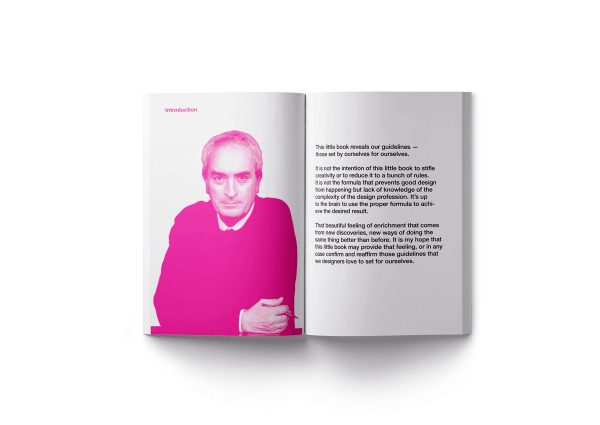 Introduction
This little book reveals our guidelines —
those set by ourselves for ourselves.
It is not the intention of this little book to stifle
creativity or to reduce it to a bunch of rules.
It is not the formula that prevents good design
from happening but lack of knowledge of the
complexity of the design profession. It's up
to the brain to use the proper formula to achi-
eve the desired result.
That beautiful feeling of enrichment that comes
from new discoveries, new ways of doing the
same thing better than before. It is my hope that
this little book may provide that feeling, or in any
case confirm and reaffirm those guidelines that
we designers love to set for ourselves.